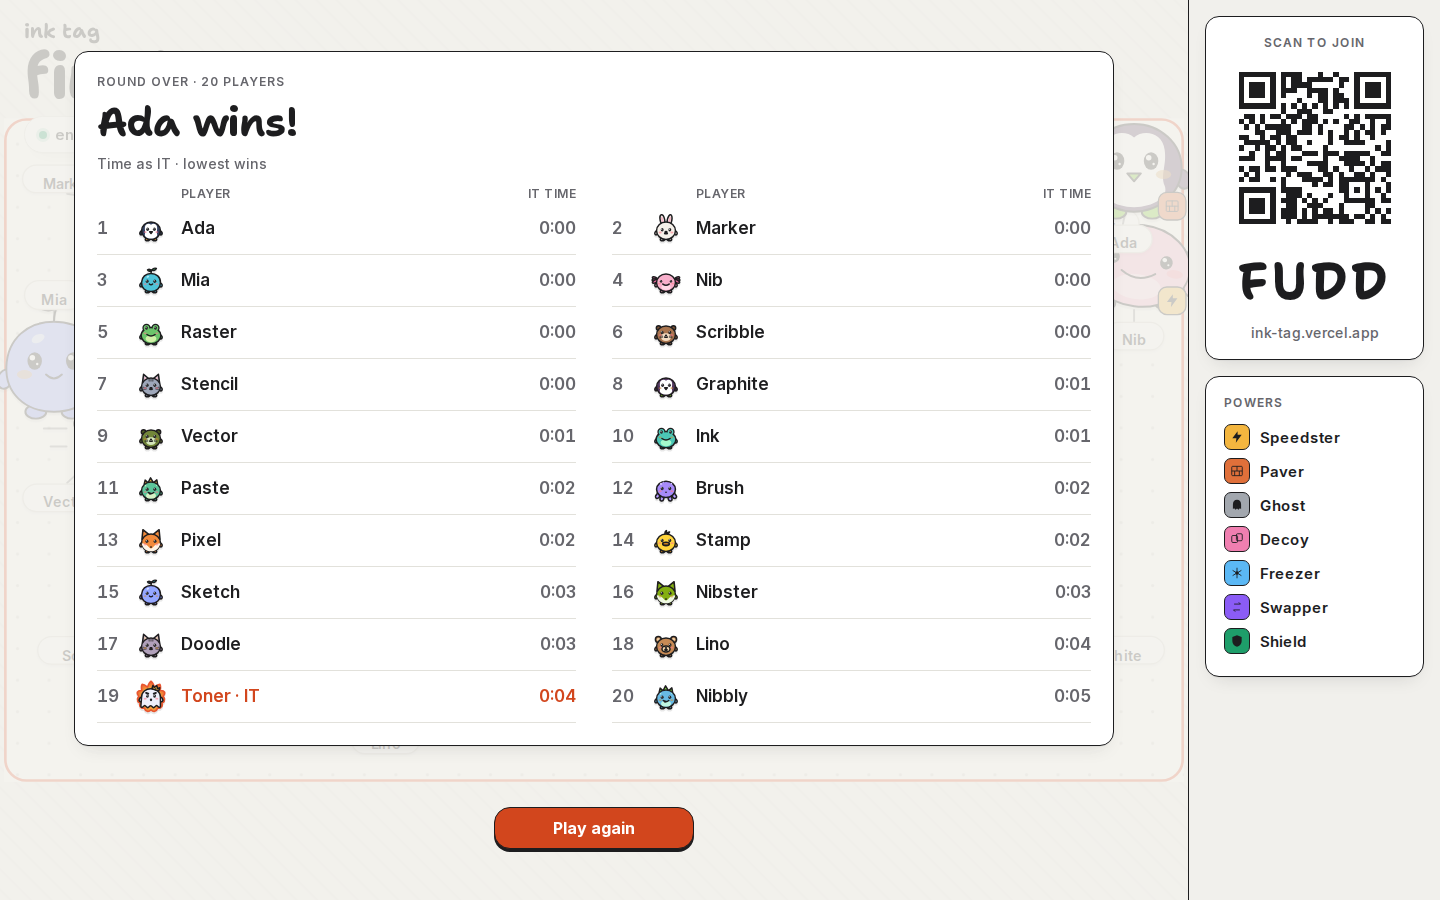 ink tag
ROUND OVER · 20 PLAYERS
Ada wins!
Time as IT · lowest wins
PLAYER IT TIME PLAYER IT TIME
1 Ada 0:00 2 Marker 0:00
3 Mia 0:00 4 Nib 0:00
5 Raster 0:00 6 Scribble 0:00
7 Stencil 0:00 8 Graphite 0:01
9 Vector 0:01 10 Ink 0:01
11 Paste 0:02 12 Brush 0:02
13 Pixel 0:02 14 Stamp 0:02
15 Sketch 0:03 16 Nibster 0:03
17 Doodle 0:03 18 Lino 0:04
19 Toner · IT 0:04 20 Nibbly 0:05
Play again
Mia
Ada
Nib
SCAN TO JOIN
FUDD
ink-tag.vercel.app
POWERS
Speedster
Paver
Ghost
Decoy
Freezer
Swapper
Shield